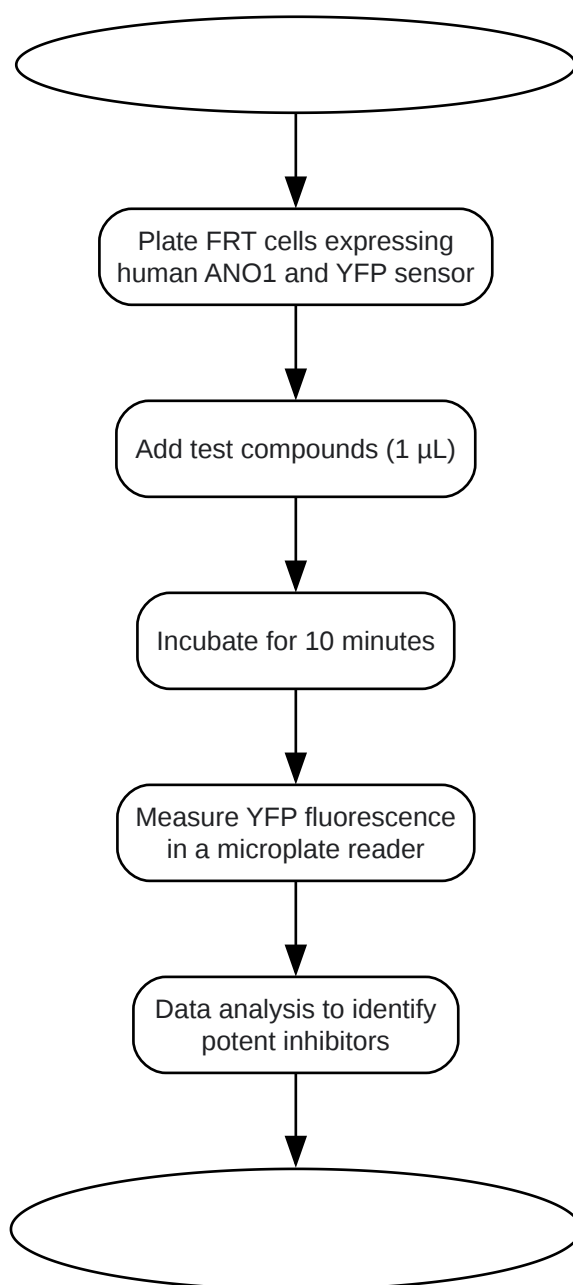 Plate FRT cells expressing
human ANO1 and YFP sensor
Add test compounds (1 µL)
Incubate for 10 minutes
Measure YFP fluorescence
in a microplate reader
Data analysis to identify
potent inhibitors